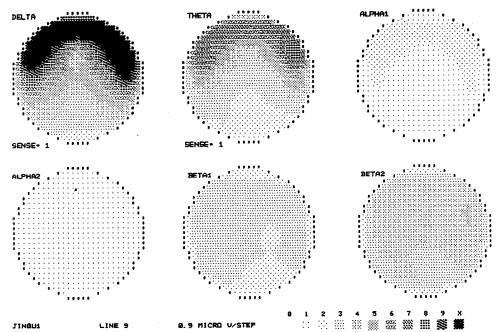 DELTA
THETA
ALPHA1
SENSE= 1
SENSE= 1
ALPHA2
BETA1
BETA2
0 1 2 3 4 5 6 7 8 9 X
JINBU1 LINE 9 0.9 MICRO V/STEP